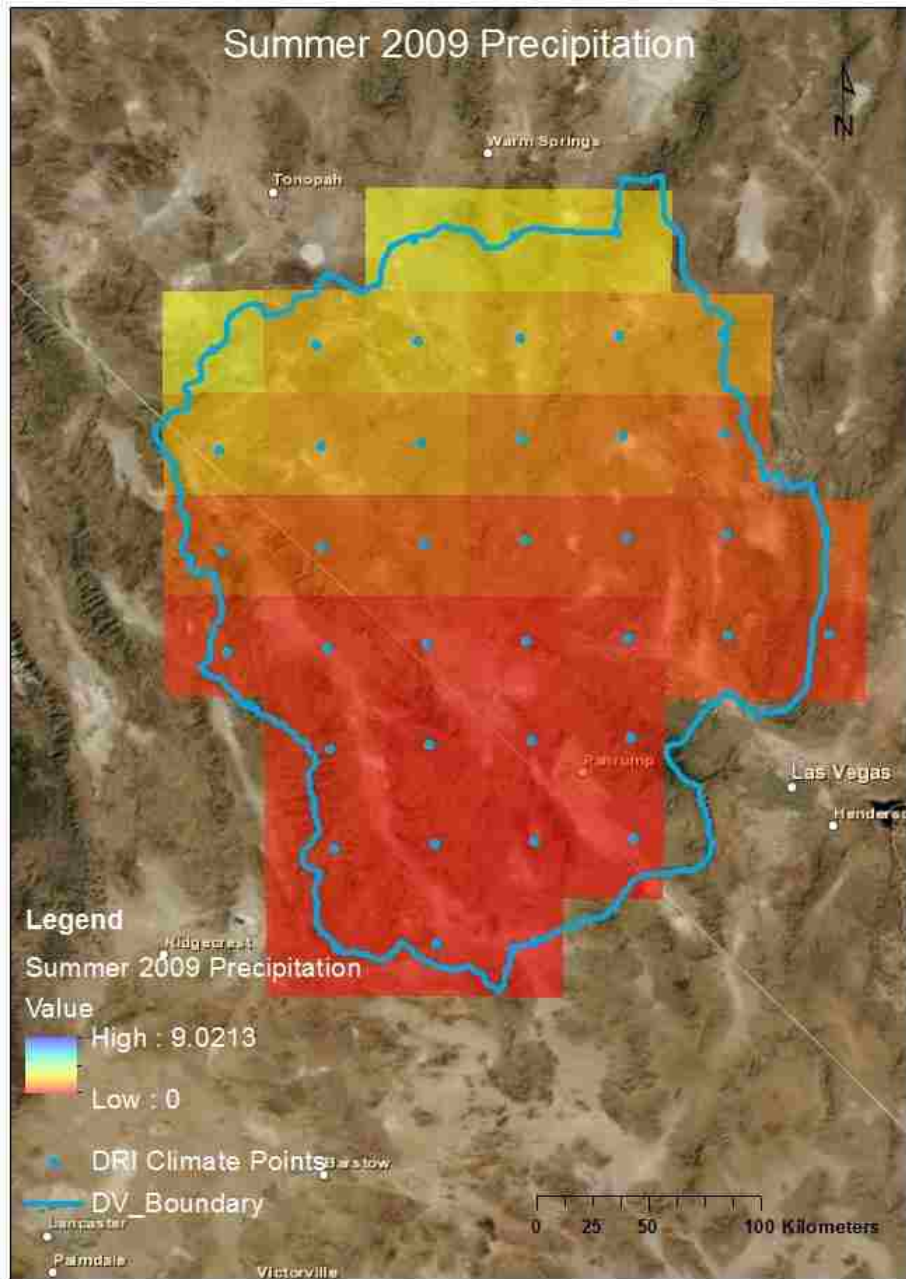 Summer 2009 Precipitation
N
Warm Springs
Tonopah
Pahrump
Las Vegas
Henderso
Legend
Ridgecrest
Summer 2009 Precipitation
Value
High : 9.0213
Low : 0
DRI Climate Points
Barstow
DV_Boundary
0 25 50 100 Kilometers
Lancaster
Palmdale
Victorville